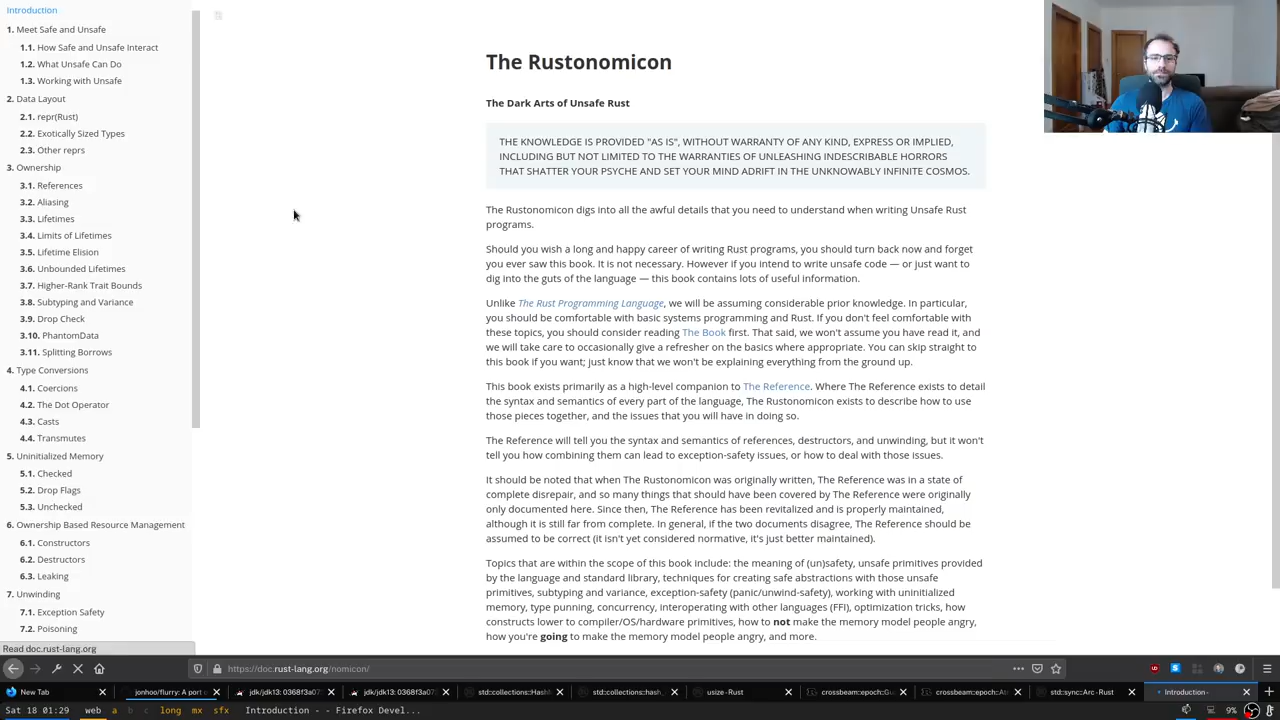 Introduction
1. Meet Safe and Unsafe
1.1. How Safe and Unsafe Interact
1.2. What Unsafe Can Do
1.3. Working with Unsafe
2. Data Layout
2.1. repr(Rust)
2.2. Exotically Sized Types
2.3. Other reprs
3. Ownership
3.1. References
3.2. Aliasing
3.3. Lifetimes
3.4. Limits of Lifetimes
3.5. Lifetime Elision
3.6. Unbounded Lifetimes
3.7. Higher-Rank Trait Bounds
3.8. Subtyping and Variance
3.9. Drop Check
3.10. PhantomData
3.11. Splitting Borrows
4. Type Conversions
4.1. Coercions
4.2. The Dot Operator
4.3. Casts
4.4. Transmutes
5. Uninitialized Memory
5.1. Checked
5.2. Drop Flags
5.3. Unchecked
6. Ownership Based Resource Management
6.1. Constructors
6.2. Destructors
6.3. Leaking
7. Unwinding
7.1. Exception Safety
7.2. Poisoning
The Rustonomicon
The Dark Arts of Unsafe Rust
THE KNOWLEDGE IS PROVIDED "AS IS", WITHOUT WARRANTY OF ANY KIND, EXPRESS OR IMPLIED,
INCLUDING BUT NOT LIMITED TO THE WARRANTIES OF UNLEASHING INDESCRIBABLE HORRORS
THAT SHATTER YOUR PSYCHE AND SET YOUR MIND ADRIFT IN THE UNKNOWABLY INFINITE COSMOS.
The Rustonomicon digs into all the awful details that you need to understand when writing Unsafe Rust
programs.
Should you wish a long and happy career of writing Rust programs, you should turn back now and forget
you ever saw this book. It is not necessary. However if you intend to write unsafe code — or just want to
dig into the guts of the language — this book contains lots of useful information.
Unlike The Rust Programming Language, we will be assuming considerable prior knowledge. In particular,
you should be comfortable with basic systems programming and Rust. If you don't feel comfortable with
these topics, you should consider reading The Book first. That said, we won't assume you have read it, and
we will take care to occasionally give a refresher on the basics where appropriate. You can skip straight to
this book if you want; just know that we won't be explaining everything from the ground up.
This book exists primarily as a high-level companion to The Reference. Where The Reference exists to detail
the syntax and semantics of every part of the language, The Rustonomicon exists to describe how to use
those pieces together, and the issues that you will have in doing so.
The Reference will tell you the syntax and semantics of references, destructors, and unwinding, but it won't
tell you how combining them can lead to exception-safety issues, or how to deal with those issues.
It should be noted that when The Rustonomicon was originally written, The Reference was in a state of
complete disrepair, and so many things that should have been covered by The Reference were originally
only documented here. Since then, The Reference has been revitalized and is properly maintained,
although it is still far from complete. In general, if the two documents disagree, The Reference should be
assumed to be correct (it isn't yet considered normative, it's just better maintained).
Topics that are within the scope of this book include: the meaning of (un)safety, unsafe primitives provided
by the language and standard library, techniques for creating safe abstractions with those unsafe
primitives, subtyping and variance, exception-safety (panic/unwind-safety), working with uninitialized
memory, type punning, concurrency, interoperating with other languages (FFI), optimization tricks, how
constructs lower to compiler/OS/hardware primitives, how to not make the memory model people angry,
how you're going to make the memory model people angry, and more.
Read doc.rust-lang.org
https://doc.rust-lang.org/nomicon/
New Tab jonhoo/flurry: A port o jdk/jdk13: 0368f3a07 jdk/jdk13: 0368f3a07 std::collections::Hash std::collections::hash_ usize - Rust crossbeam::epoch::Gu crossbeam::epoch::At std::sync::Arc - Rust Introduction -
Sat 18 01:29 web a b c long mx sfx Introduction - - Firefox Devel... 9%